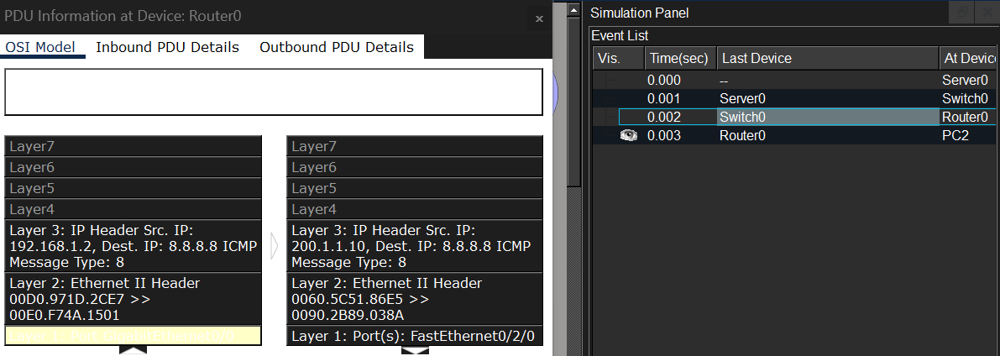 PDU Information at Device: Router0
x
OSI Model Inbound PDU Details Outbound PDU Details
Layer7
Layer6
Layer5
Layer4
Layer 3: IP Header Src. IP:
192.168.1.2, Dest. IP: 8.8.8.8 ICMP
Message Type: 8
Layer 2: Ethernet II Header
00D0.971D.2CE7 >>
00E0.F74A.1501
Layer 1: Port GigabitEthernet0/0
Layer7
Layer6
Layer5
Layer4
Layer 3: IP Header Src. IP:
200.1.1.10, Dest. IP: 8.8.8.8 ICMP
Message Type: 8
Layer 2: Ethernet II Header
0060.5C51.86E5 >>
0090.2B89.038A
Layer 1: Port(s): FastEthernet0/2/0
Simulation Panel
Event List
Vis. Time(sec) Last Device At Devic
0.000 -- Server0
0.001 Server0 Switch0
0.002 Switch0 Router0
0.003 Router0 PC2